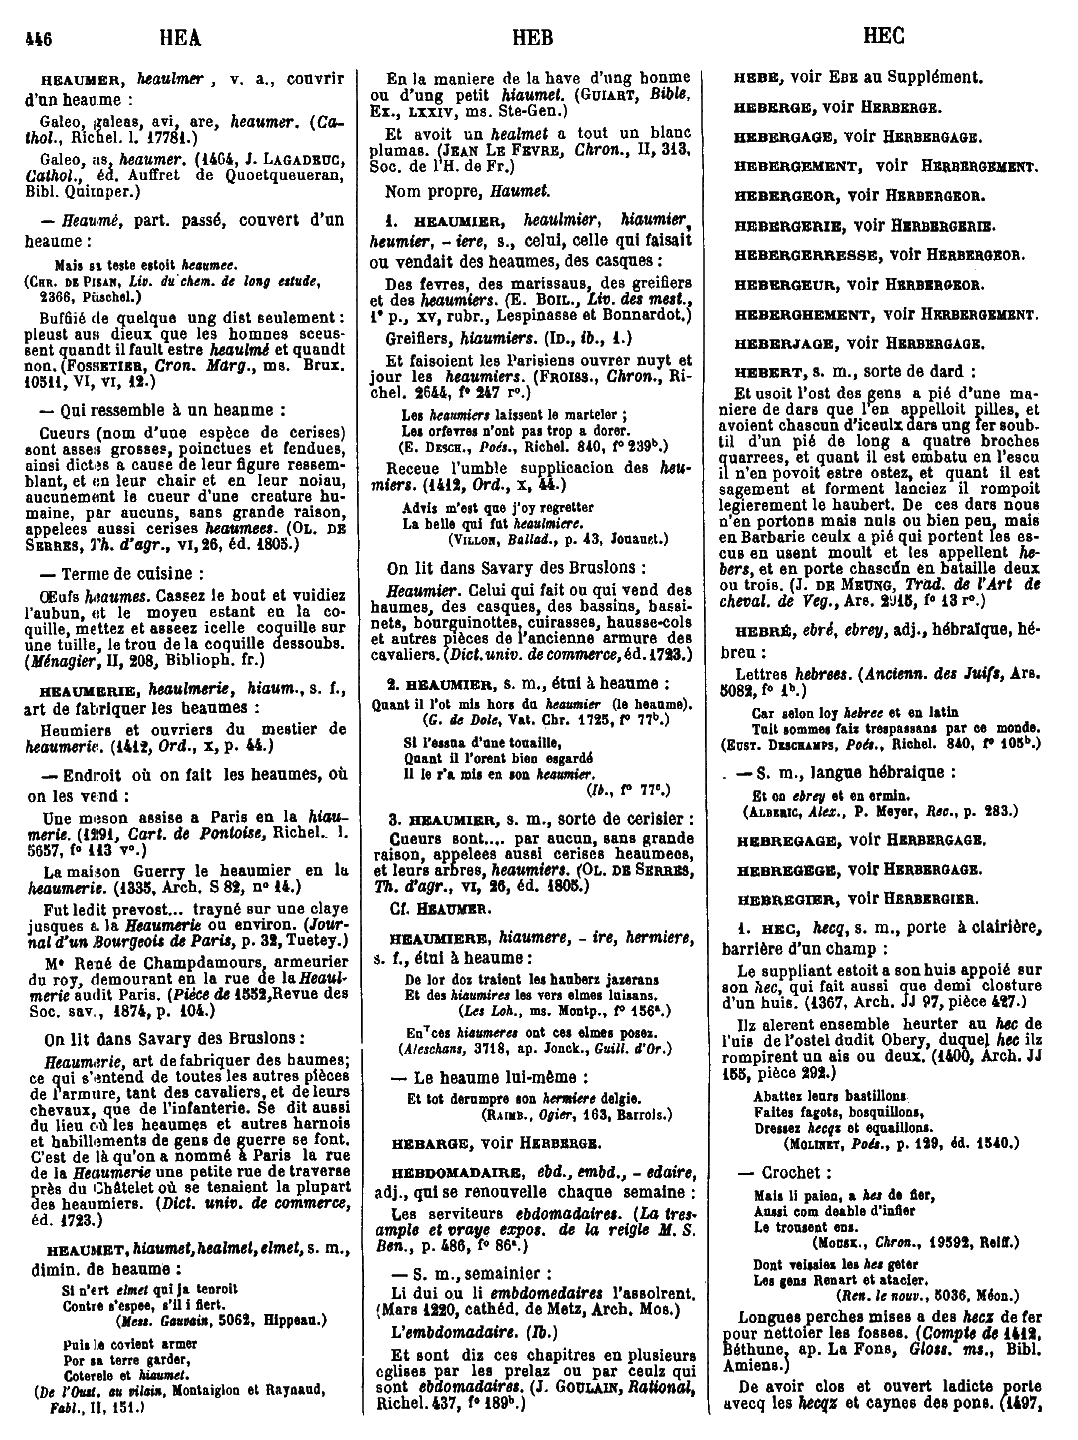 446 HEA HEB HEC
HEAUMER, heaulmer, v. a., couvrir
d'un heaume :
Galeo, galeas, avi, are, heaumer. (Ca-
thol., Richel. l. 17781.)
Galeo, as, heaumer. (1464, J. LAGADEUC,
Cathol., éd. Auffret de Quoetqueueran,
Bibl. Quimper.)
— Heaumé, part. passé, couvert d'un
heaume :
Mais sa teste estoit heaumee.
(CHR. DE PISAN, Liv. du chem. de long estude,
2366, Püschel.)
Buffié de quelque ung dist seulement :
pleust aus dieux que les hommes sceus-
sent quandt il fault estre heaulmé et quandt
non. (FOSSETIER, Cron. Marg., ms. Brux.
10511, VI, VI, 12.)
— Qui ressemble à un heaume :
Cueurs (nom d'une espèce de cerises)
sont asses grosses, poinctues et fendues,
ainsi dictes a cause de leur figure ressem-
blant, et en leur chair et en leur noiau,
aucunement le cueur d'une creature hu-
maine, par aucuns, sans grande raison,
appelees aussi cerises heaumees. (OL. DE
SERRES, Th. d'agr., VI, 26, éd. 1805.)
— Terme de cuisine :
Œufs heaumes. Cassez le bout et vuidiez
l'aubun, et le moyeu estant en la co-
quille, mettez et asseez icelle coquille sur
une tuille, le trou de la coquille dessoubs.
(Ménagier, II, 208, Biblioph. fr.)
HEAUMERIE, heaulmerie, hiaum., s. f.,
art de fabriquer les heaumes :
Heumiers et ouvriers du mestier de
heaumerie. (1412, Ord., X, p. 44.)
— Endroit où on fait les heaumes, où
on les vend :
Une meson assise a Paris en la hiau-
merie. (1291, Cart. de Pontoise, Richel. l.
5657, f° 113 v°.)
La maison Guerry le heaumier en la
heaumerie. (1335, Arch. S 82, n° 14.)
Fut ledit prevost... trayné sur une claye
jusques a la Heaumerie ou environ. (Jour-
nal d'un Bourgeois de Paris, p. 32, Tuetey.)
Me René de Champdamours, armeurier
du roy, demourant en la rue de la Heaul-
merie audit Paris. (Pièce de 1552, Revue des
Soc. sav., 1874, p. 104.)
On lit dans Savary des Bruslons :
Heaumerie, art de fabriquer des baumes;
ce qui s'entend de toutes les autres pièces
de l'armure, tant des cavaliers, et de leurs
chevaux, que de l'infanterie. Se dit aussi
du lieu où les heaumes et autres harnois
et habillements de gens de guerre se font.
C'est de là qu'on a nommé à Paris la rue
de la Heaumerie une petite rue de traverse
près du Châtelet où se tenaient la plupart
des heaumiers. (Dict. univ. de commerce,
éd. 1723.)
HEAUMET, hiaumet, healmet, elmet, s. m.,
dimin. de heaume :
Si n'ert elmet qui ja tenroit
Contre s'espee, s'il i fiert.
(Mess. Gauvain, 5062, Hippeau.)
Puis le covient armer
Por sa terre garder,
Coterele et hiaumet.
(De l'Oust. au vilain, Montaiglon et Raynaud,
Fabl., II, 151.)
En la maniere de la have d'ung homme
ou d'ung petit hiaumet. (GUIART, Bible,
Ex., LXXIV, ms. Ste-Gen.)
Et avoit un healmet a tout un blanc
plumas. (JEAN LE FEVRE, Chron., II, 313,
Soc. de l'H. de Fr.)
Nom propre, Haumet.
1. HEAUMIER, heaulmier, hiaumier,
heumier, - iere, s., celui, celle qui faisait
ou vendait des heaumes, des casques :
Des fevres, des marissaus, des greifiers
et des heaumiers. (E. BOIL., Liv. des mest.,
1e p., XV, rubr., Lespinasse et Bonnardot.)
Greifiers, hiaumiers. (ID., ib., 1.)
Et faisoient les Parisiens ouvrer nuyt et
jour les heaumiers. (FROISS., Chron., Ri-
chel. 2644, f° 247 r°.)
Les heaumiers laissent le marteler ;
Les orfevres n'ont pas trop a dorer.
(E. DESCH., Poés., Richel. 840, f° 239b.)
Receue l'umble supplicacion des heu-
miers. (1412, Ord., X, 44.)
Advis m'est que j'oy regretter
La belle qui fut heaulmiere.
(VILLON, Ballad., p. 43, Jouauct.)
On lit dans Savary des Bruslons :
Heaumier. Celui qui fait ou qui vend des
haumes, des casques, des bassins, bassi-
nets, bourguinottes, cuirasses, hausse-cols
et autres pièces de l'ancienne armure des
cavaliers. (Dict. univ. de commerce, éd. 1723.)
2. HEAUMIER, s. m., étui à heaume :
Quant il l'ot mis hors du heaumier (le heaume).
(G. de Dole, Vat. Chr. 1725, f° 77b.)
Si l'essua d'une touaille,
Quant il l'orent bien esgardé
Il le r'a mis en son heaumier.
(Ib., f° 77c.)
3. HEAUMIER, s. m., sorte de cerisier :
Cueurs sont.... par aucun, sans grande
raison, appelees aussi cerises heaumees,
et leurs arbres, heaumiers. (OL. DE SERRES,
Th. d'agr., VI, 26, éd. 1805.)
Cf. HEAUMER.
HEAUMIERE, hiaumere, - ire, hermiere,
s. f., étui à heaume :
De lor doz traient les haubers jazerans
Et des hiaumires les vers elmes luisans.
(Les Loh., ms. Montp., f° 156a.)
En ces hiaumeres ont ces elmes posez.
(Aleschans, 3718, ap. Jonck., Guill. d'Or.)
— Le heaume lui-même :
Et tot derumpre son hermiere delgie.
(RAIMB., Ogier, 163, Barrois.)
HEBARGE, voir HERBERGE.
HEBDOMADAIRE, ebd., embd., - edaire,
adj., qui se renouvelle chaque semaine :
Les serviteurs ebdomadaires. (La tres-
ample et vraye expos. de la reigle M. S.
Ben., p. 486, f° 86a.)
— S. m., semainier :
Li dui ou li embdomedaires l'assolrent.
(Mars 1220, cathéd. de Metz, Arch. Mos.)
L'embdomadaire. (Ib.)
Et sont diz ces chapitres en plusieurs
eglises par les prelaz ou par ceulz qui
sont ebdomadaires. (J. GOULAIN, Rational,
Richel. 437, f° 189b.)
HEBE, voir EBE au Supplément.
HEBERGE, voir HERBERGE.
HEBERGAGE, voir HERBERGAGE.
HEBERGEMENT, voir HERBERGEMENT.
HEBERGEOR, voir HERBERGEOR.
HEBERGERIE, voir HERBERGERIE.
HEBERGERRESSE, voir HERBERGEOR.
HEBERGEUR, voir HERBERGEOR.
HEBERGHEMENT, voir HERBERGEMENT.
HEBERJAGE, voir HERBERGAGE.
HEBERT, s. m., sorte de dard :
Et usoit l'ost des gens a pié d'une ma-
niere de dars que l'en appelloit pilles, et
avoient chascun d'iceulx dars ung fer soub-
til d'un pié de long a quatre broches
quarrees, et quant il est embatu en l'escu
il n'en povoit estre ostez, et quant il est
sagement et forment lanciez il rompoit
legierement le haubert. De ces dars nous
n'en portons mais nuls ou bien peu, mais
en Barbarie ceulx a pié qui portent les es-
cus en usent moult et les appellent he-
bers, et en porte chascun en bataille deux
ou trois. (J. DE MEUNG, Trad. de l'Art de
cheval. de Veg., Ars. 2915, f° 13 r°.)
HEBRÉ, ebré, ebrey, adj., hébraïque, hé-
breu :
Lettres hebrees. (Ancienn. des Juifs, Ars.
5082, f° 1b.)
Car selon loy hebree et en latin
Tuit sommes faiz trespassans par ce monde.
(EUST. DESCHAMPS, Poés., Richel. 840, f° 105b.)
— S. m., langue hébraïque :
Et on ebrey et en ermin.
(ALBERIC, Alex., P. Meyer, Rec., p. 283.)
HEBREGAGE, voir HERBERGAGE.
HEBREGEGE, voir HERBERGAGE.
HEBREGIER, voir HERBERGIER.
1. HEC, hecq, s. m., porte à clairière,
barrière d'un champ :
Le suppliant estoit a son huis appoié sur
son hec, qui fait aussi que demi closture
d'un huis. (1367, Arch. JJ 97, pièce 427.)
Ilz alerent ensemble heurter au hec de
l'uis de l'ostel dudit Obery, duquel hec ilz
rompirent un ais ou deux. (1400, Arch. JJ
155, pièce 292.)
Abattez leurs bastillons
Faites fagots, bosquillons,
Dressez hecqz et equaillons.
(MOLINET, Poés., p. 129, éd. 1540.)
— Crochet :
Mais li paien, a hes de fier,
Aussi com deable d'infier
Le trousent ens.
(MOUSK., Chron., 19592, Reiff.)
Dont veissiez les hes geter
Les gens Renart et atacier.
(Ren. le nouv., 5036, Méon.)
Longues perches mises a des hecz de fer
pour nettoier les fosses. (Compte de 1412,
Béthune, ap. La Fons, Gloss. ms., Bibl.
Amiens.)
De avoir clos et ouvert ladicte porte
avecq les hecqz et caynes des pons. (1497,